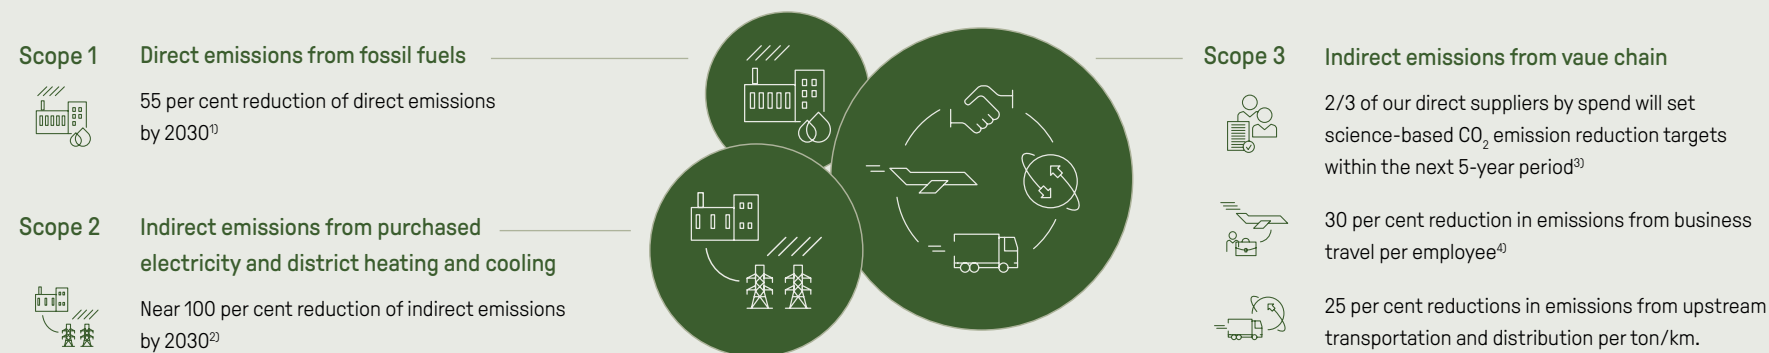 Scope 1
Direct emissions from fossil fuels
55 per cent reduction of direct emissions
by 2030¹⁾
Scope 2
Indirect emissions from purchased
electricity and district heating and cooling
Near 100 per cent reduction of indirect emissions
by 2030²⁾
Scope 3
Indirect emissions from vaue chain
2/3 of our direct suppliers by spend will set
science-based CO₂ emission reduction targets
within the next 5-year period³⁾
30 per cent reduction in emissions from business
travel per employee⁴⁾
25 per cent reductions in emissions from upstream
transportation and distribution per ton/km.